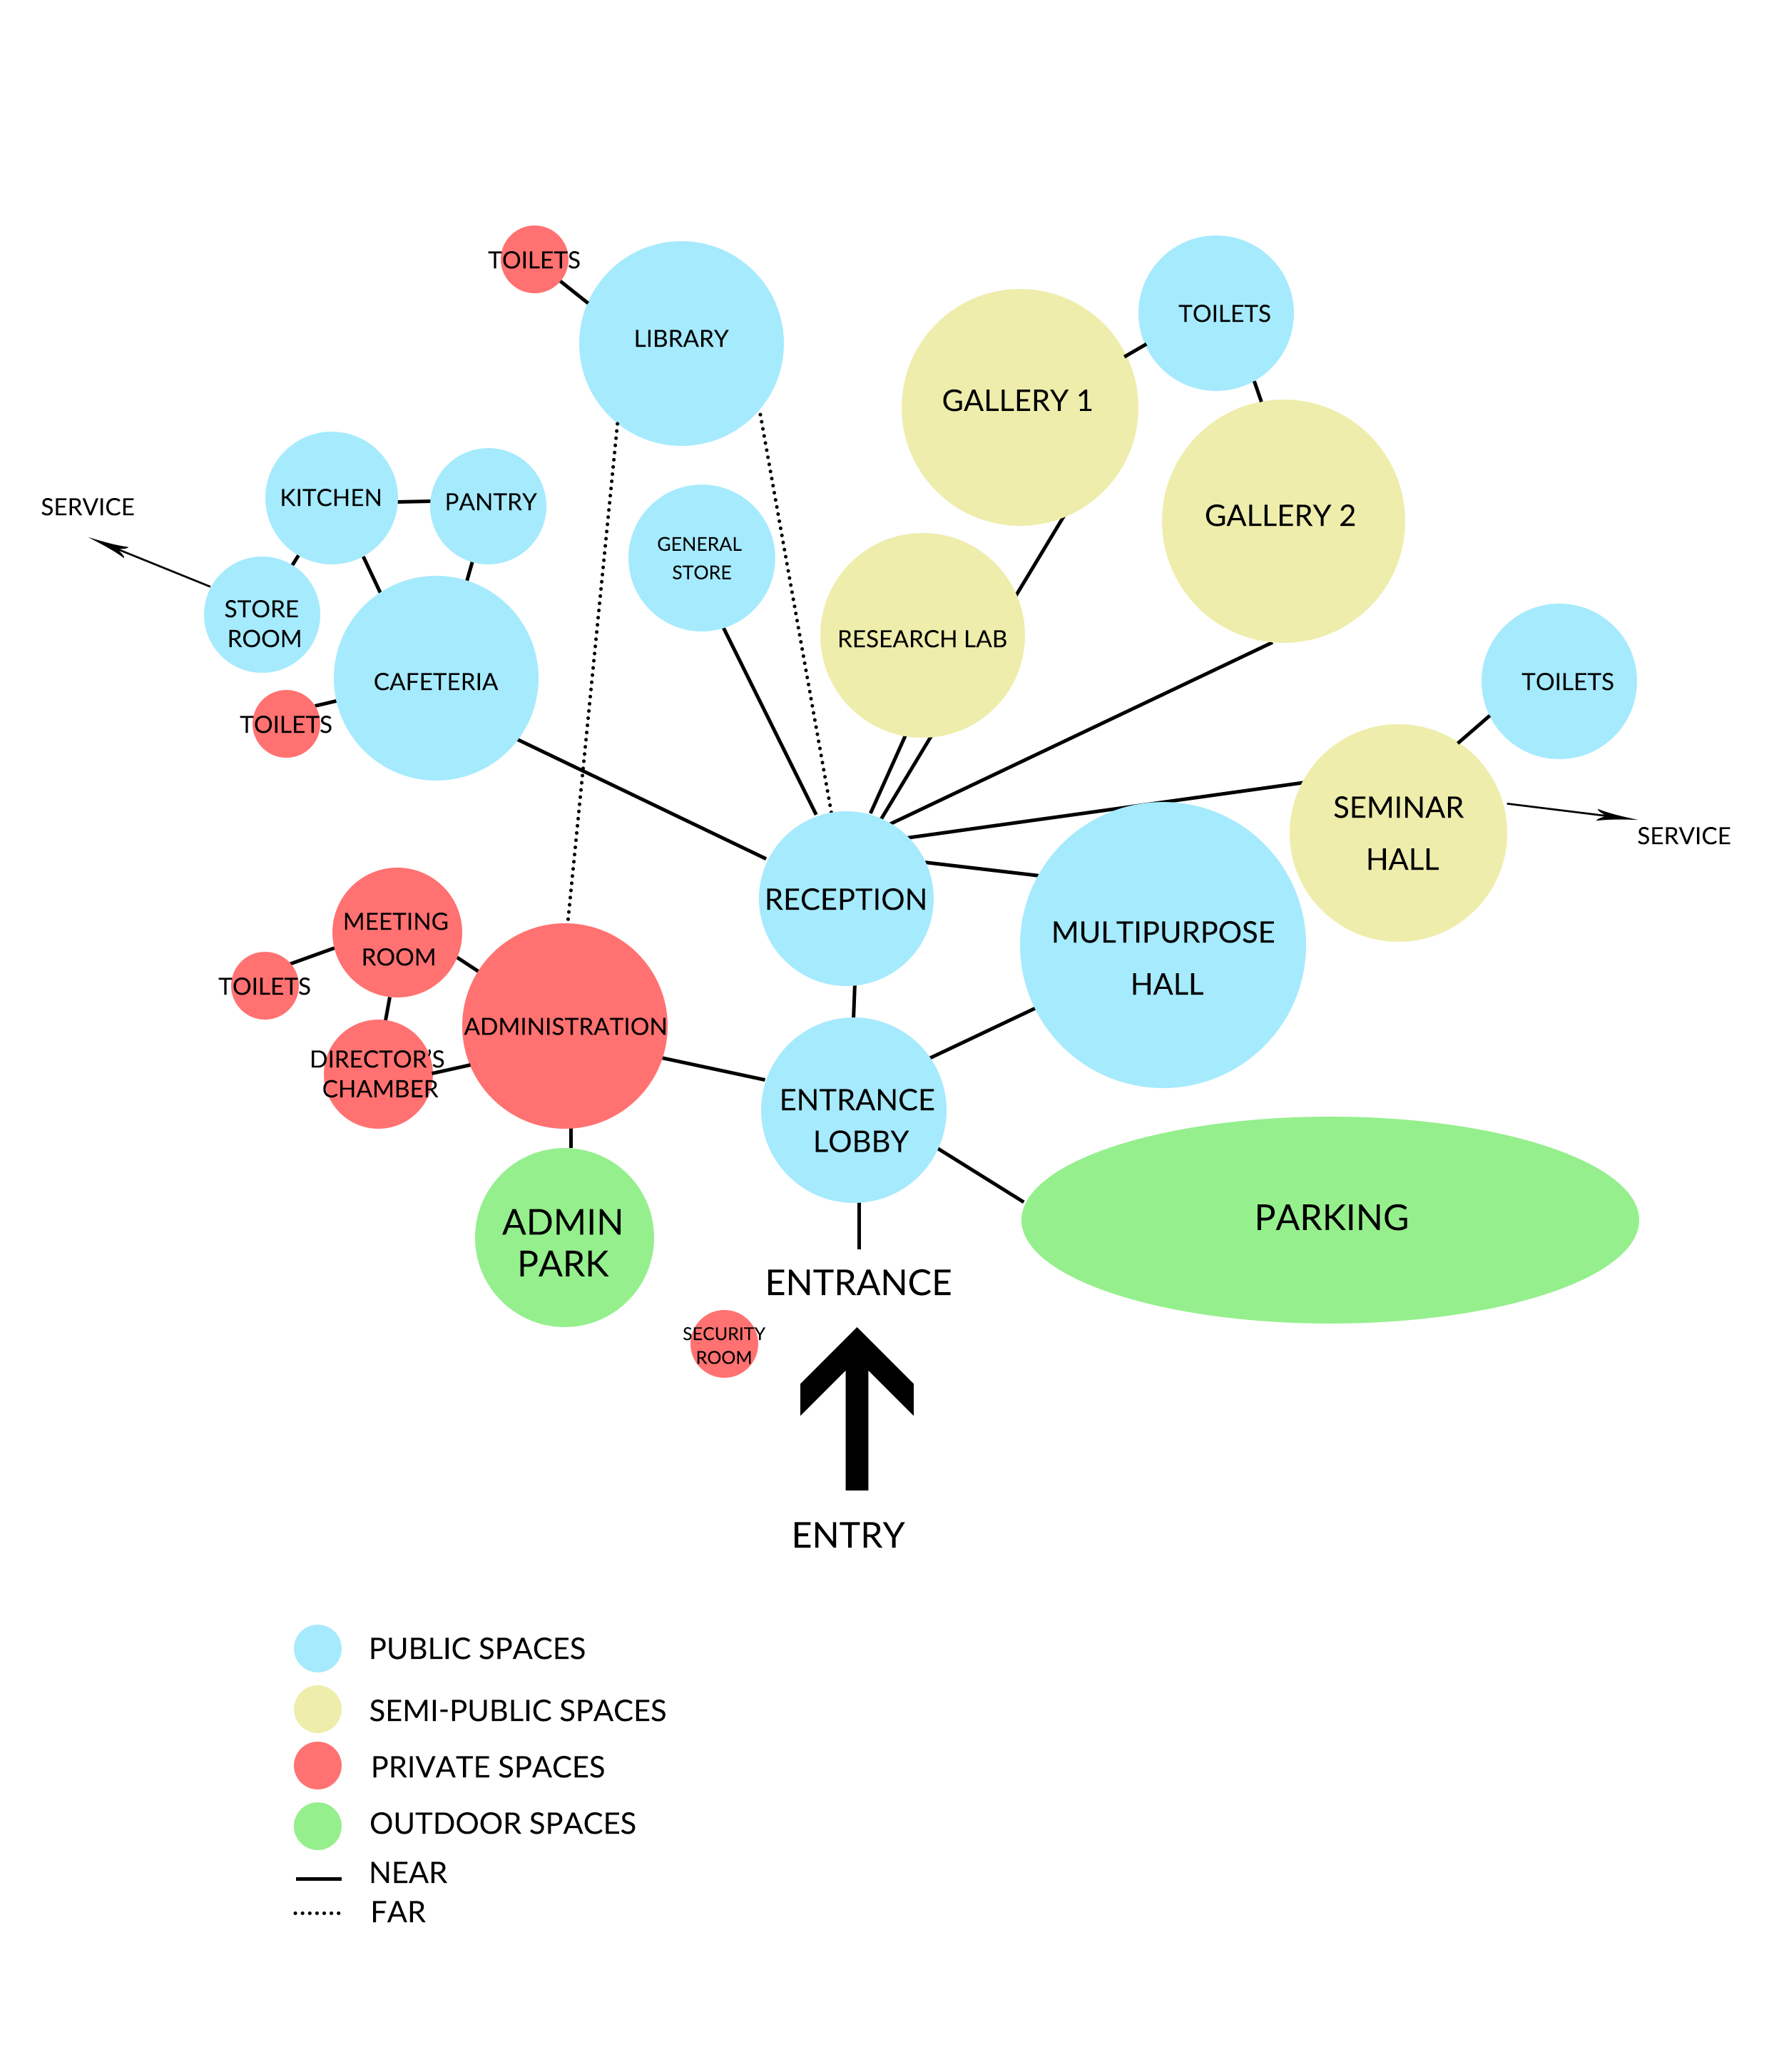 TOILETS
LIBRARY
TOILETS
GALLERY 1
GALLERY 2
KITCHEN
PANTRY
SERVICE
GENERAL
STORE
STORE
ROOM
RESEARCH LAB
CAFETERIA
TOILETS
TOILETS
SEMINAR
HALL
SERVICE
RECEPTION
MULTIPURPOSE
HALL
MEETING
ROOM
TOILETS
ADMINISTRATION
DIRECTOR'S
CHAMBER
ENTRANCE
LOBBY
ADMIN
PARK
PARKING
ENTRANCE
SECURITY
ROOM
ENTRY
PUBLIC SPACES
SEMI-PUBLIC SPACES
PRIVATE SPACES
OUTDOOR SPACES
NEAR
FAR